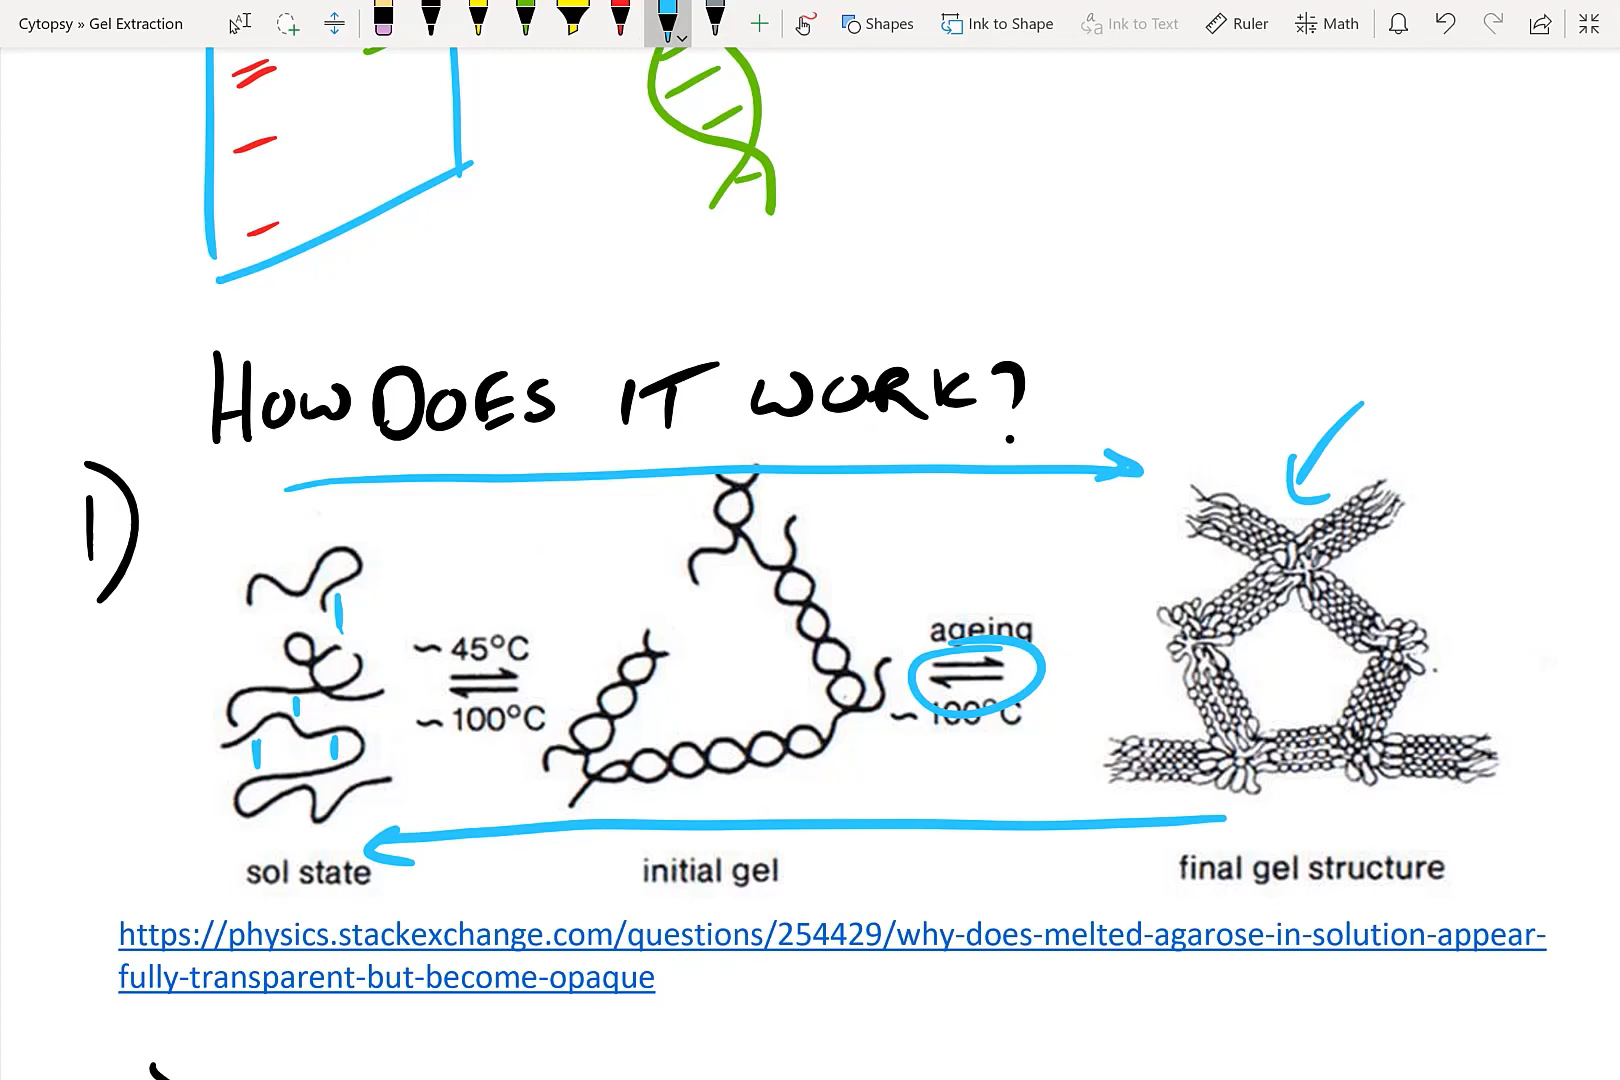 Cytopsy » Gel Extraction
Shapes
Ink to Shape
Ink to Text
Ruler
Math
HOW DOES IT WORK?
1)
~ 45°C
~ 100°C
ageing
~ 100°C
sol state
initial gel
final gel structure
https://physics.stackexchange.com/questions/254429/why-does-melted-agarose-in-solution-appear-
fully-transparent-but-become-opaque